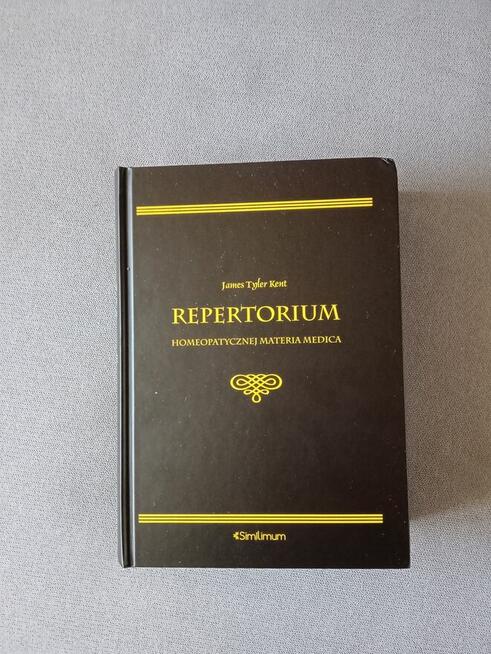 James Tyler Kent
REPERTORIUM
HOMEOPATYCZNEJ MATERIA MEDICA
Similimum